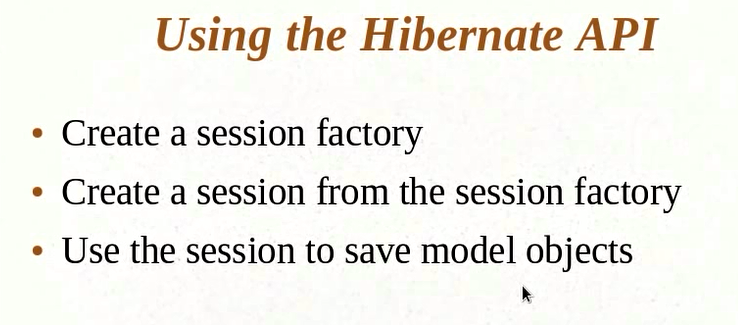 Using the Hibernate API
• Create a session factory
• Create a session from the session factory
• Use the session to save model objects